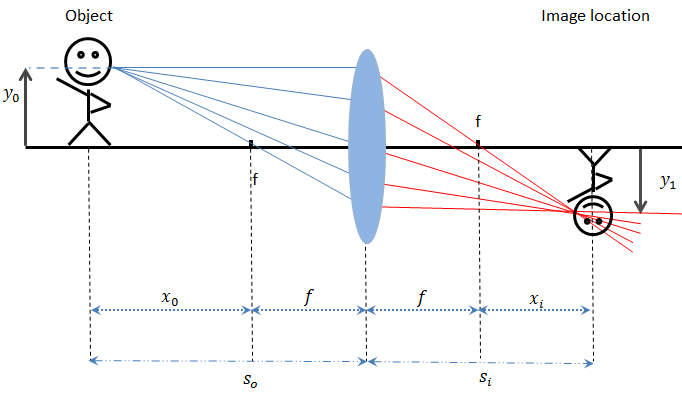 Object
Image location
y₀
f
f
y₁
x₀
f
f
xᵢ
sₒ
sᵢ